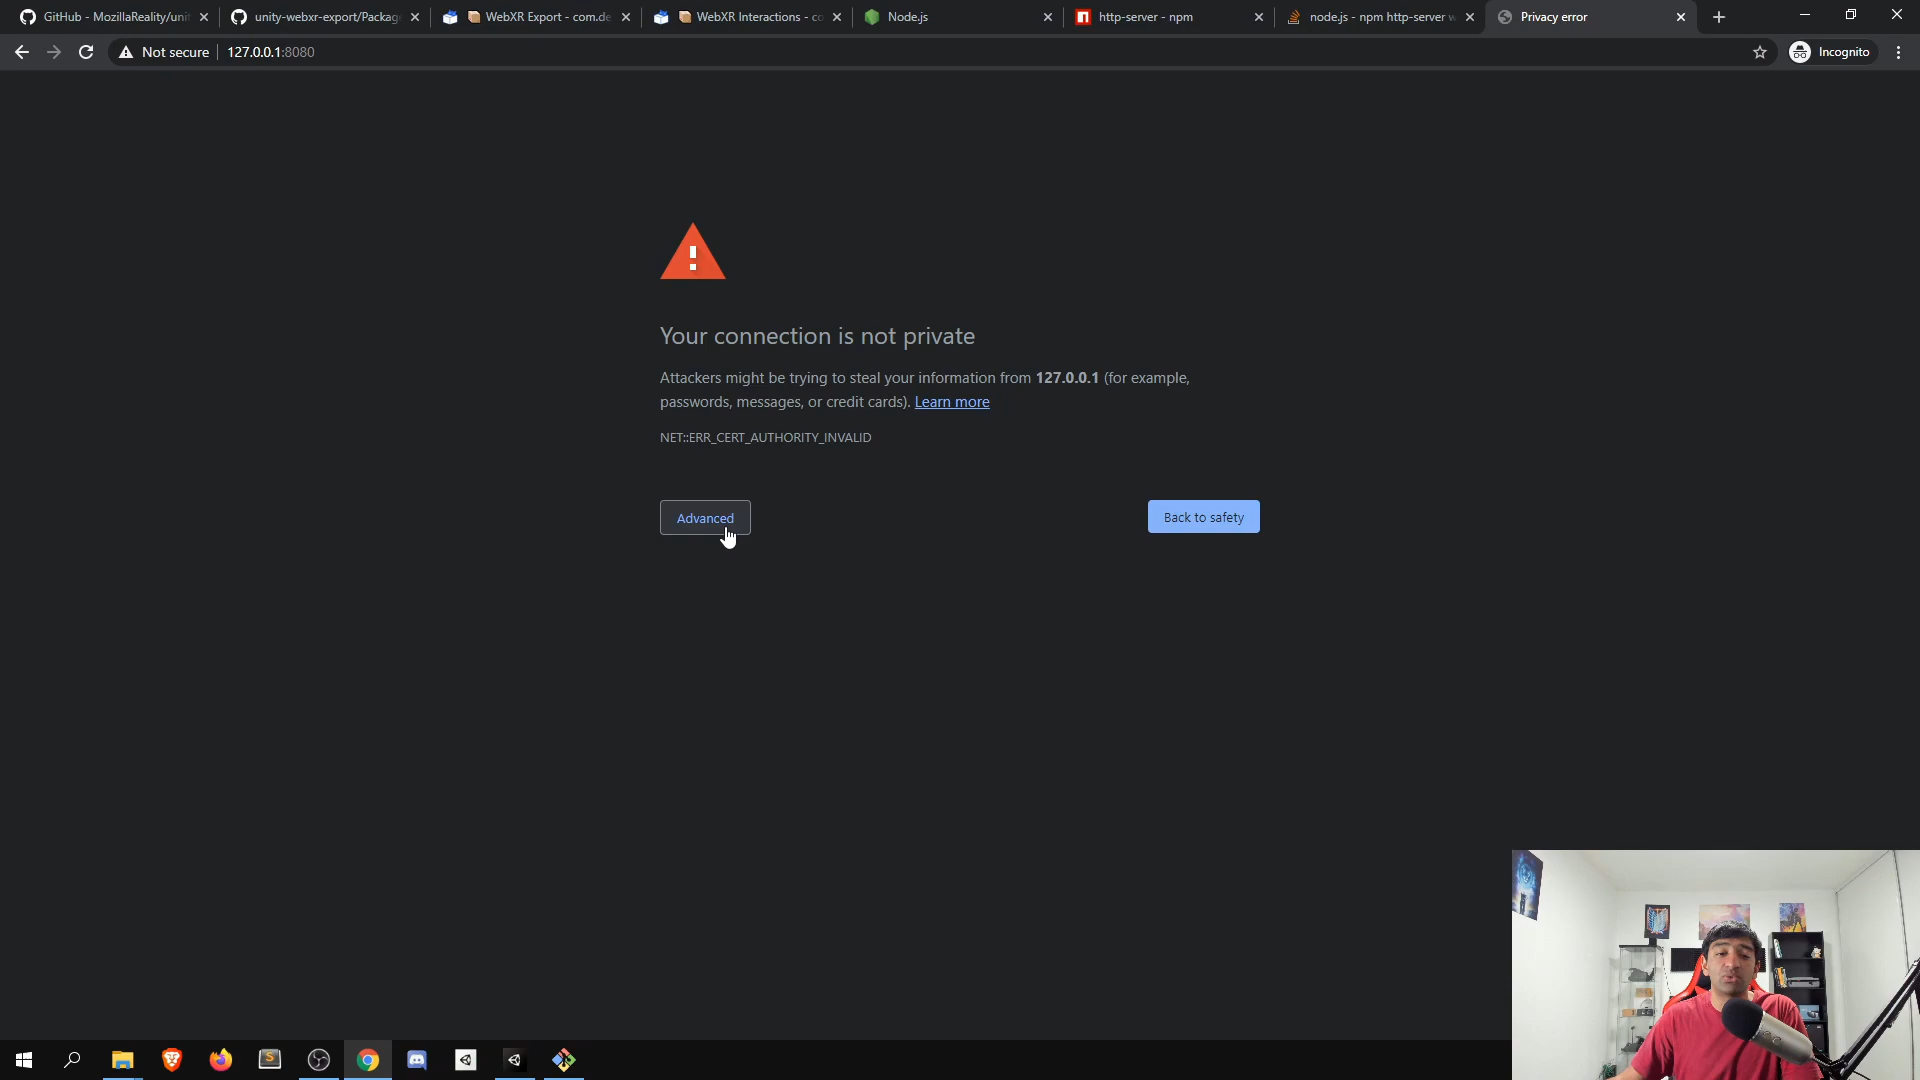 GitHub - MozillaReality/unit
unity-webxr-export/Package
WebXR Export - com.de
WebXR Interactions - co
Node.js
http-server - npm
node.js - npm http-server w
Privacy error
Not secure
127.0.0.1:8080
Incognito
Your connection is not private
Attackers might be trying to steal your information from 127.0.0.1 (for example,
passwords, messages, or credit cards). Learn more
NET::ERR_CERT_AUTHORITY_INVALID
Advanced
Back to safety